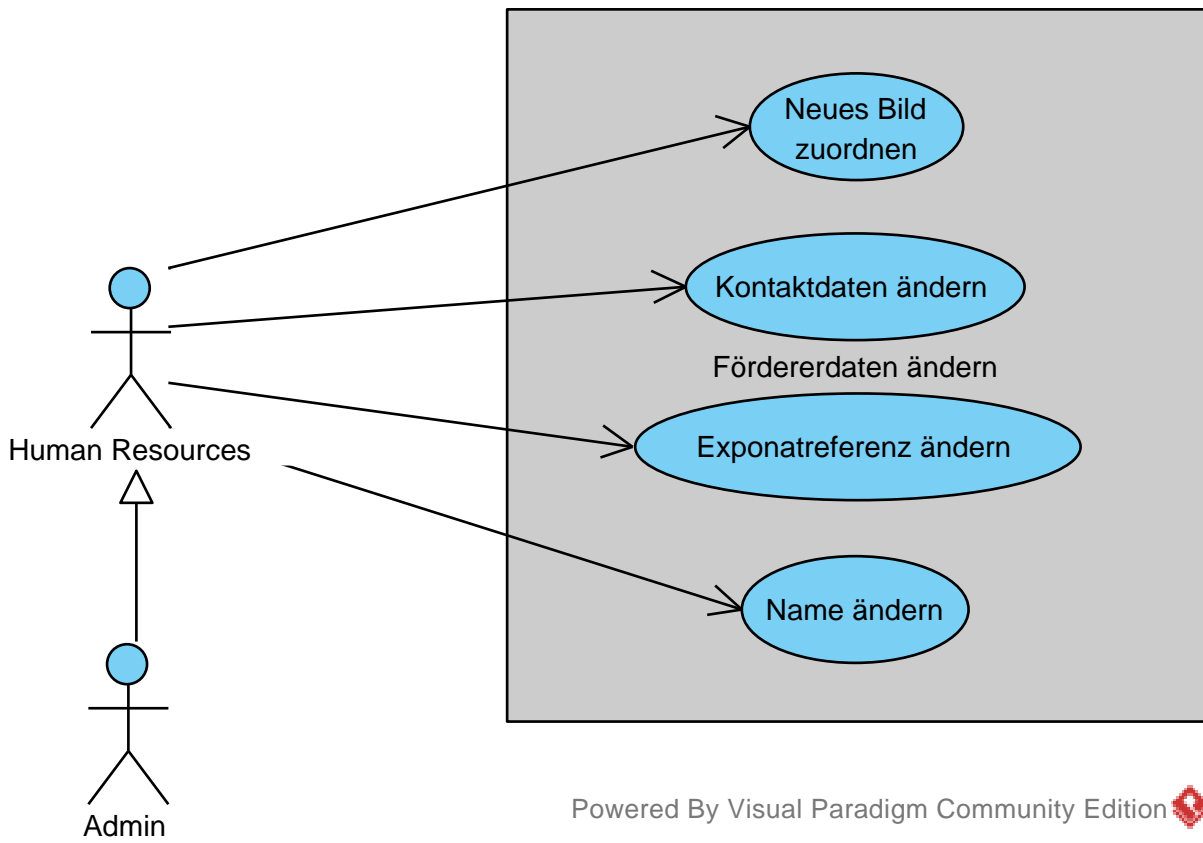 Neues Bild
zuordnen
Kontaktdaten ändern
Fördererdaten ändern
Exponatreferenz ändern
Human Resources
Name ändern
Admin
Powered By Visual Paradigm Community Edition